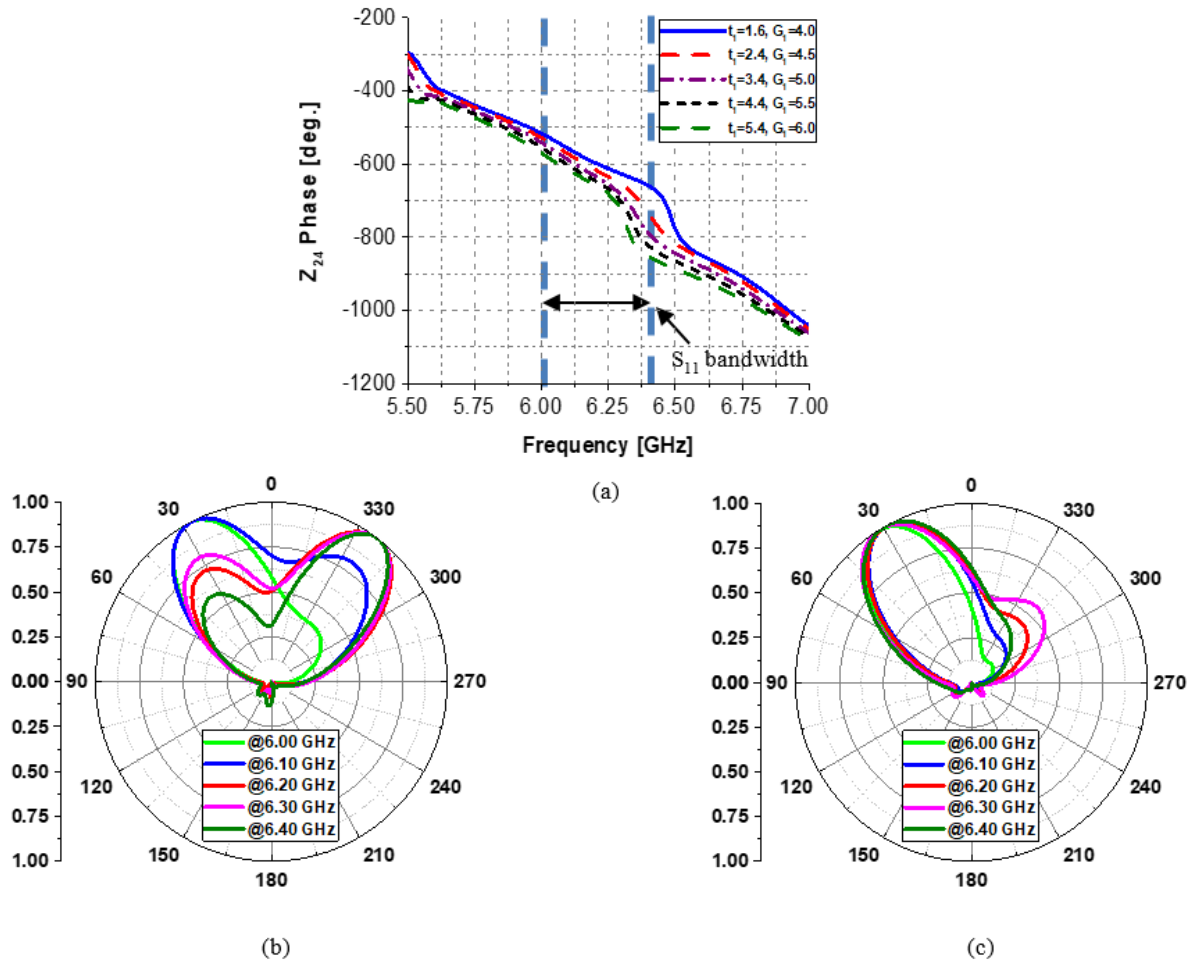 -200
-400
-600
-800
-1000
-1200
Z24 Phase [deg.]
t1=1.6, G1=4.0
t1=2.4, G1=4.5
t1=3.4, G1=5.0
t1=4.4, G1=5.5
t1=5.4, G1=6.0
S11 bandwidth
5.50 5.75 6.00 6.25 6.50 6.75 7.00
Frequency [GHz]
(a)
1.00
0.75
0.50
0.25
0.00
0.25
0.50
0.75
1.00
0
30
330
60
300
90
270
120
240
150
210
180
@6.00 GHz
@6.10 GHz
@6.20 GHz
@6.30 GHz
@6.40 GHz
(b)
1.00
0.75
0.50
0.25
0.00
0.25
0.50
0.75
1.00
0
30
330
60
300
90
270
120
240
150
210
180
@6.00 GHz
@6.10 GHz
@6.20 GHz
@6.30 GHz
@6.40 GHz
(c)